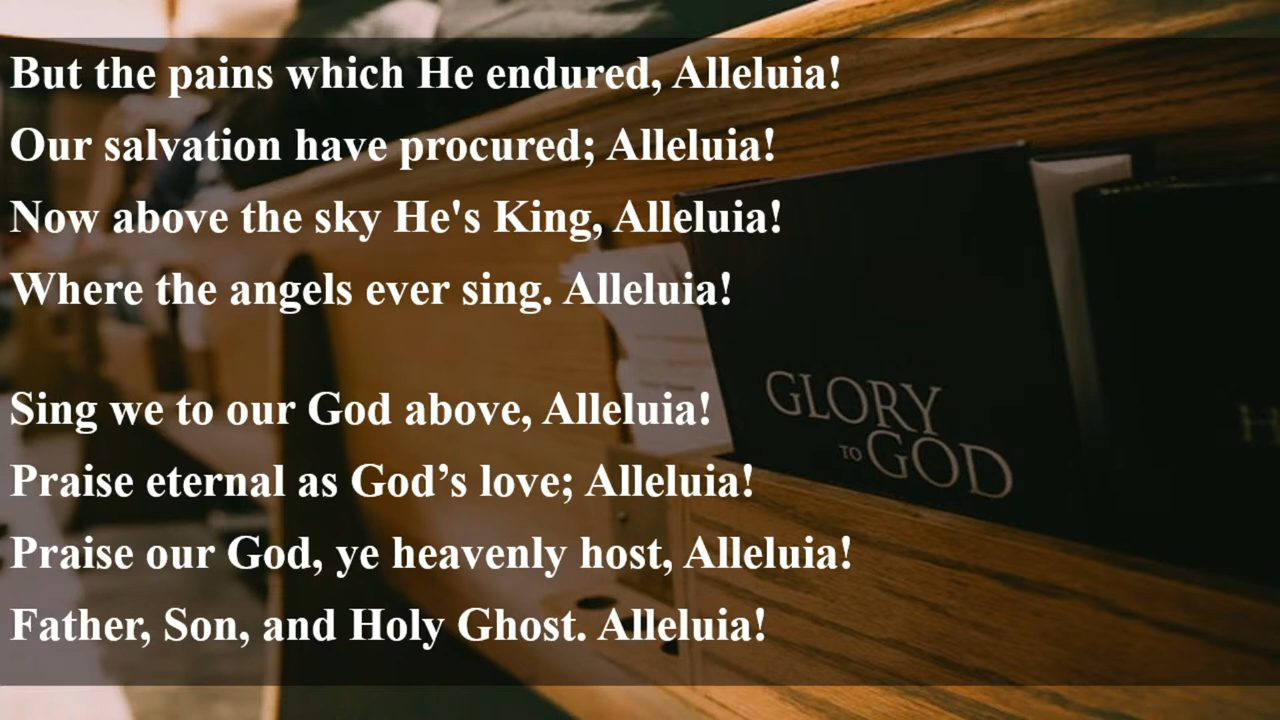 But the pains which He endured, Alleluia!
Our salvation have procured; Alleluia!
Now above the sky He's King, Alleluia!
Where the angels ever sing. Alleluia!
Sing we to our God above, Alleluia!
Praise eternal as God’s love; Alleluia!
Praise our God, ye heavenly host, Alleluia!
Father, Son, and Holy Ghost. Alleluia!
GLORY
TO GOD